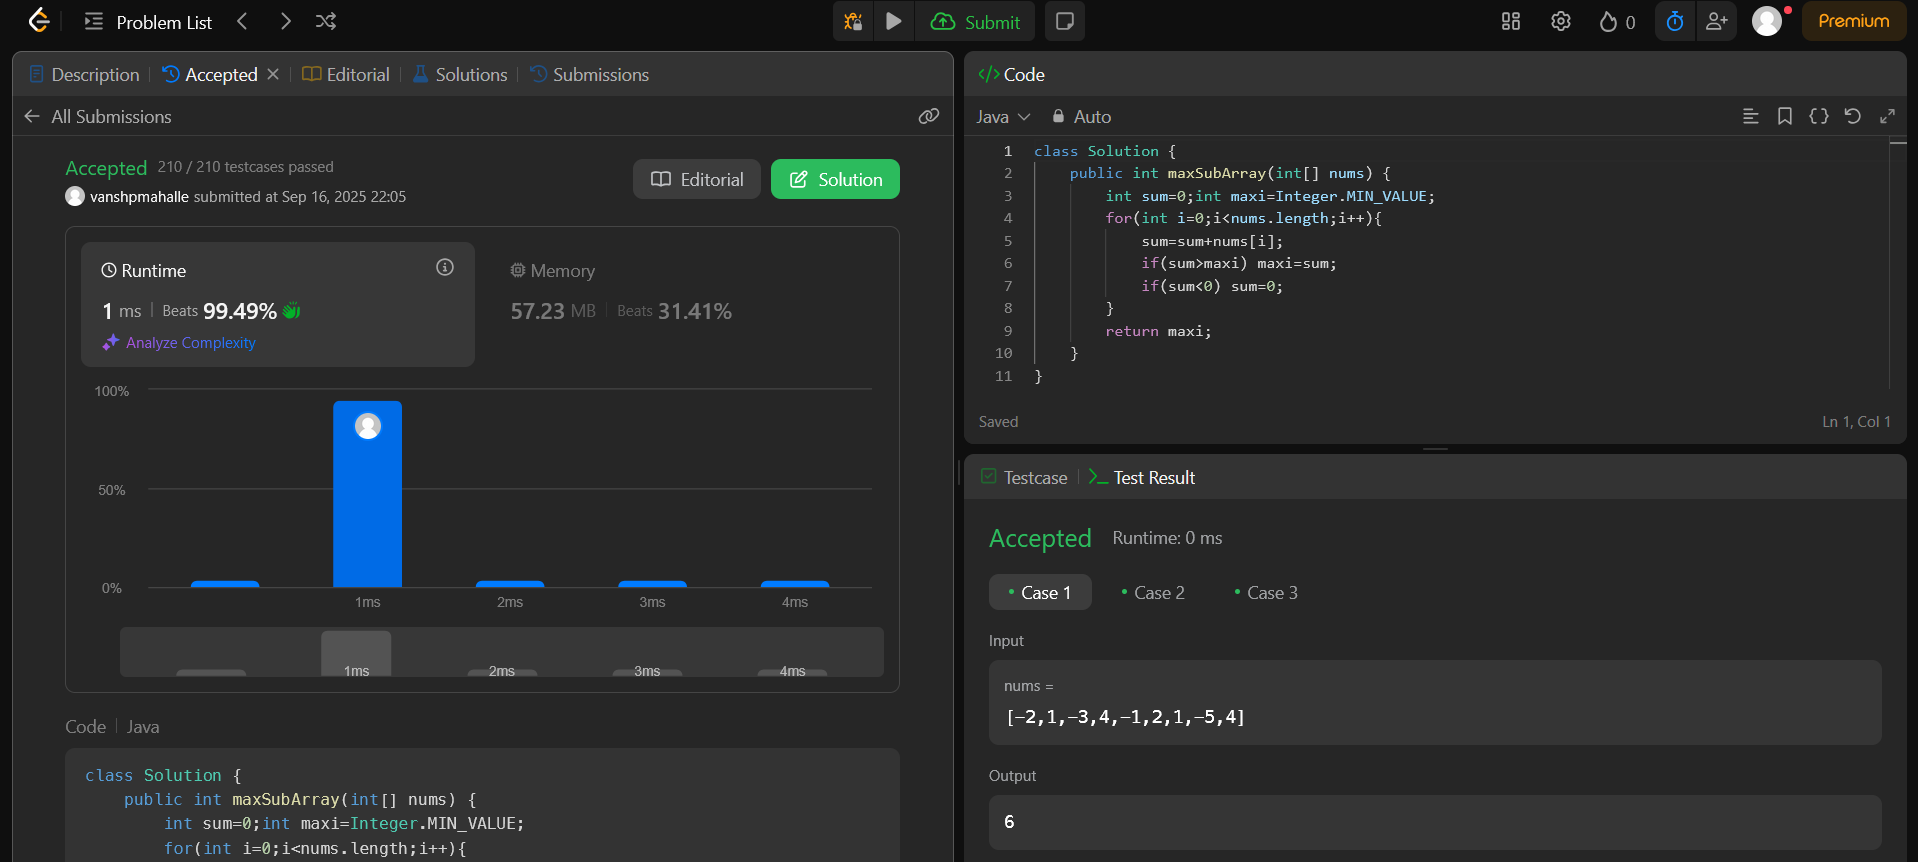 Problem List
Submit
0
Premium
Description
Accepted
Editorial
Solutions
Submissions
All Submissions
Accepted 210 / 210 testcases passed
vanshpmahalle submitted at Sep 16, 2025 22:05
Editorial
Solution
Runtime
1 ms Beats 99.49%
Analyze Complexity
Memory
57.23 MB Beats 31.41%
100%
50%
0%
1ms 2ms 3ms 4ms
1ms 2ms 3ms 4ms
Code Java
class Solution {
public int maxSubArray(int[] nums) {
int sum=0;int maxi=Integer.MIN_VALUE;
for(int i=0;i<nums.length;i++){
Code
Java Auto
1 class Solution {
2 public int maxSubArray(int[] nums) {
3 int sum=0;int maxi=Integer.MIN_VALUE;
4 for(int i=0;i<nums.length;i++){
5 sum=sum+nums[i];
6 if(sum>maxi) maxi=sum;
7 if(sum<0) sum=0;
8 }
9 return maxi;
10 }
11 }
Saved Ln 1, Col 1
Testcase
Test Result
Accepted Runtime: 0 ms
Case 1
Case 2
Case 3
Input
nums =
[-2,1,-3,4,-1,2,1,-5,4]
Output
6